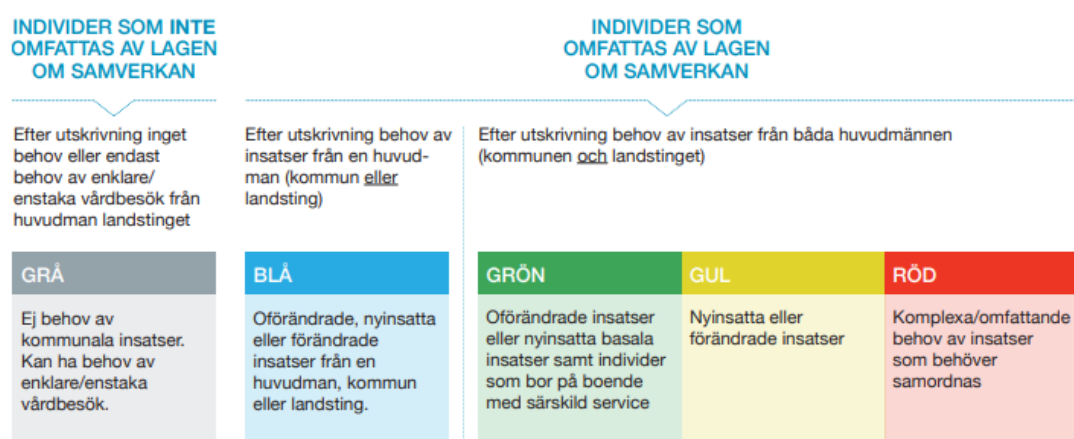 INDIVIDER SOM INTE
OMFATTAS AV LAGEN
OM SAMVERKAN
INDIVIDER SOM
OMFATTAS AV LAGEN
OM SAMVERKAN
Efter utskrivning inget
behov eller endast
behov av enklare/
enstaka vårdbesök från
huvudman landstinget
Efter utskrivning behov av
insatser från en huvud-
man (kommun eller
landsting)
Efter utskrivning behov av insatser från båda huvudmännen
(kommunen och landstinget)
GRÅ
Ej behov av
kommunala insatser.
Kan ha behov av
enklare/enstaka
vårdbesök.
BLÅ
Oförändrade, nyinsatta
eller förändrade
insatser från en
huvudman, kommun
eller landsting.
GRÖN
Oförändrade insatser
eller nyinsatta basala
insatser samt individer
som bor på boende
med särskild service
GUL
Nyinsatta eller
förändrade insatser
RÖD
Komplexa/omfattande
behov av insatser
som behöver
samordnas